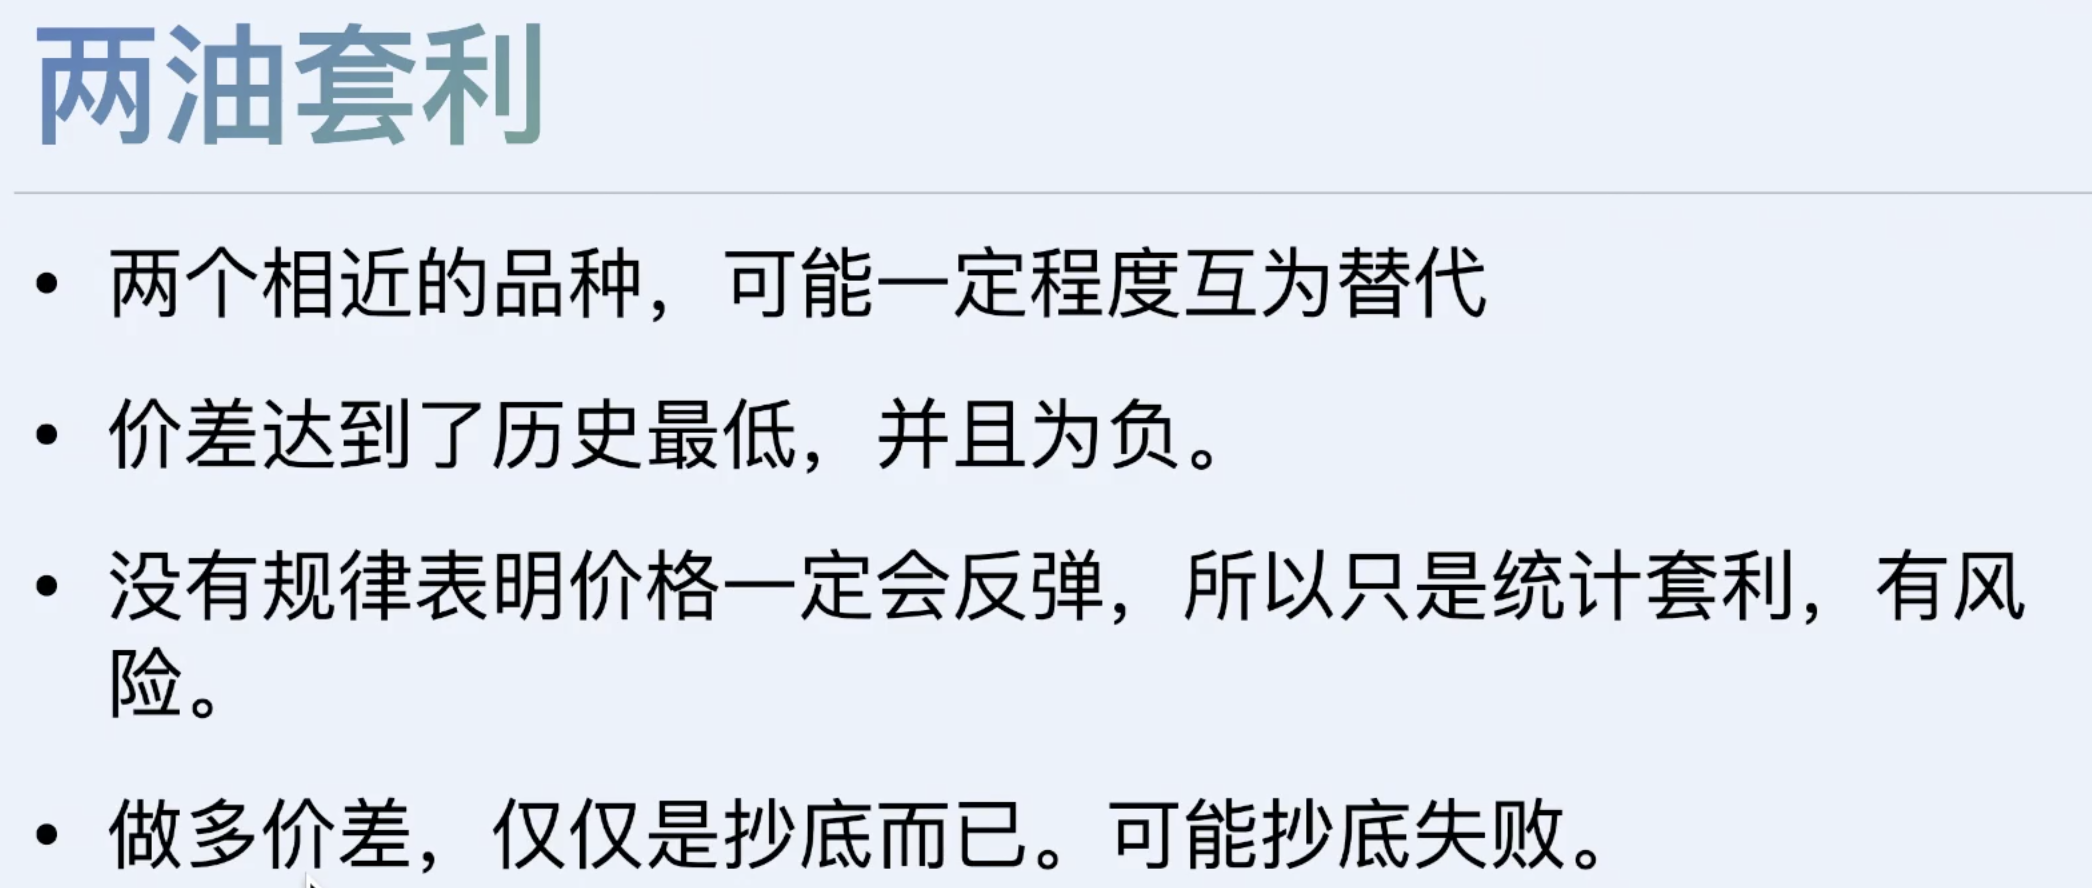 两油套利
• 两个相近的品种，可能一定程度互为替代
• 价差达到了历史最低，并且为负。
• 没有规律表明价格一定会反弹，所以只是统计套利，有风
险。
• 做多价差，仅仅是抄底而已。可能抄底失败。